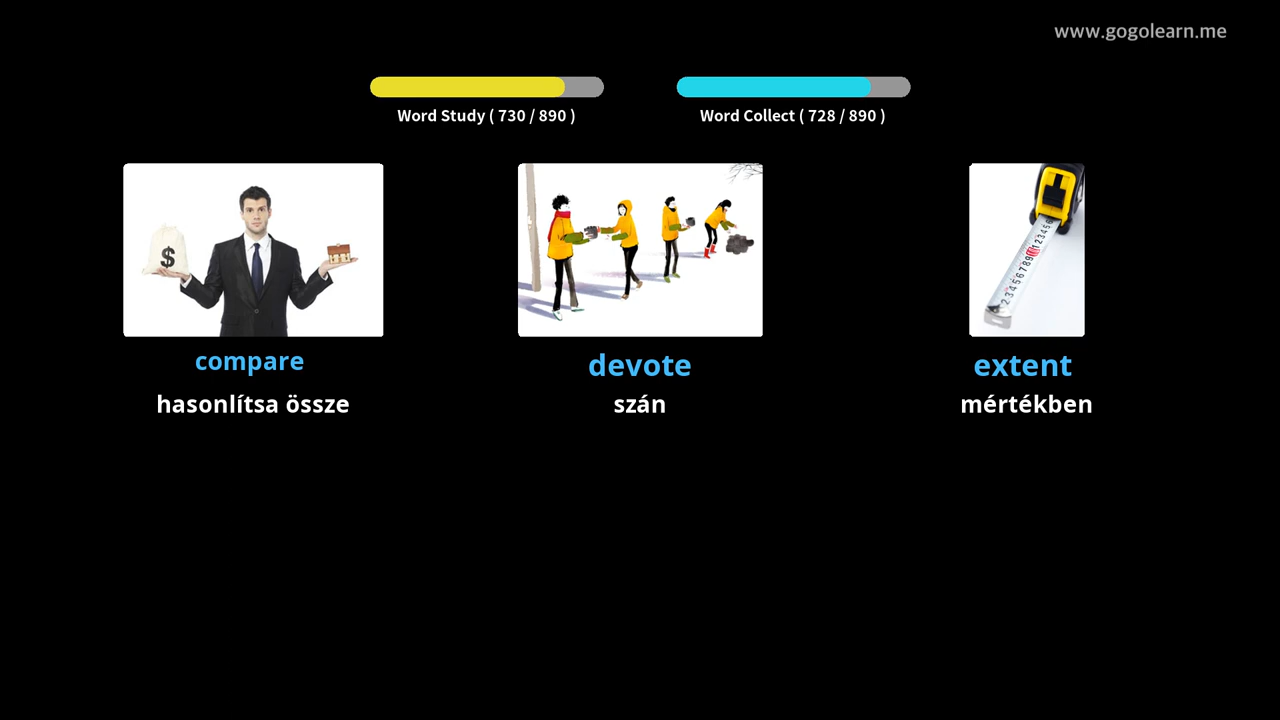 www.gogolearn.me
Word Study ( 730 / 890 )
Word Collect ( 728 / 890 )
$
compare
devote
extent
hasonlítsa össze
szán
mértékben